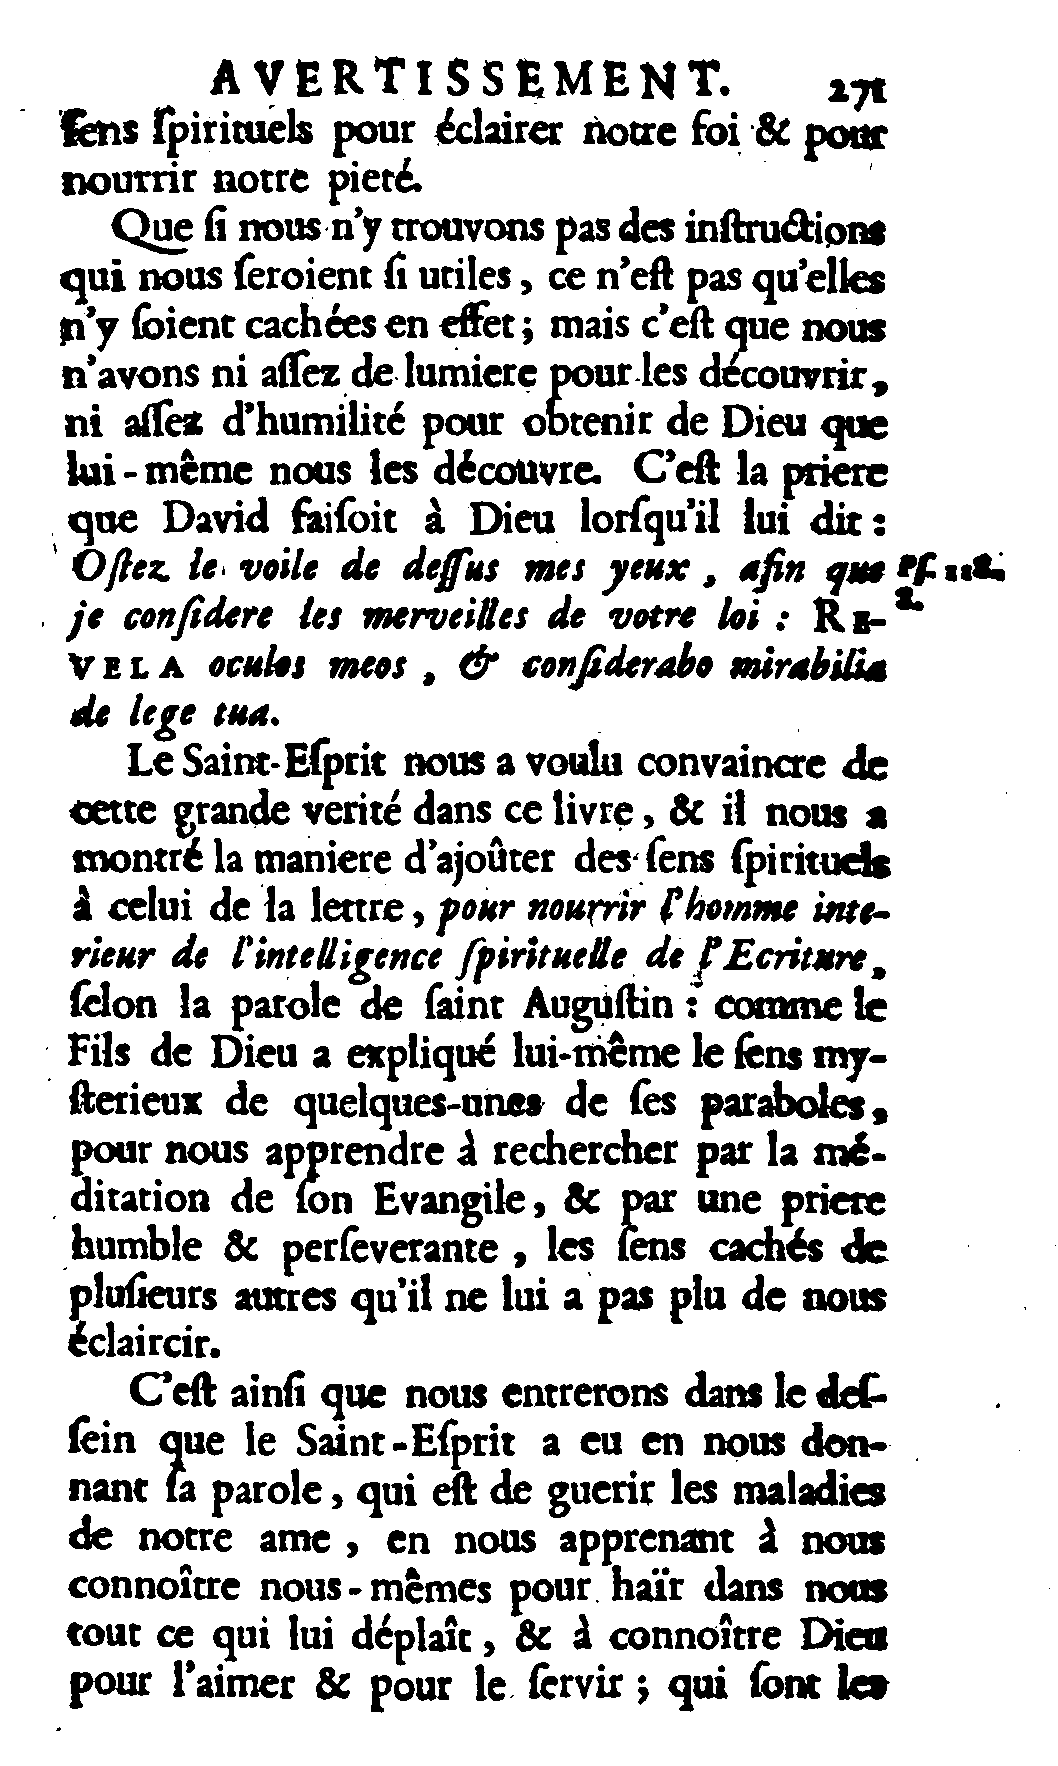 AVERTISSEMENT. 271
ſens ſpirituels pour éclairer notre foi & pour
nourrir notre pieté.
Que ſi nous n'y trouvons pas des inſtructions
qui nous ſeroient ſi utiles, ce n'eſt pas qu'elles
n'y ſoient cachées en effet; mais c'eſt que nous
n'avons ni aſſez de lumiere pour les découvrir,
ni aſſez d'humilité pour obtenir de Dieu que
lui-même nous les découvre. C'eſt la priere
que David faiſoit à Dieu lorſqu'il lui dit :
Oſtez le voile de deſſus mes yeux, afin que
je conſidere les merveilles de votre loi : RE-
VELA oculos meos, & conſiderabo mirabilia
de lege tua.
Pſ. 118.
2.
Le Saint-Eſprit nous a voulu convaincre de
cette grande verité dans ce livre, & il nous a
montré la maniere d'ajoûter des ſens ſpirituels
à celui de la lettre, pour nourrir l'homme inte-
rieur de l'intelligence ſpirituelle de l'Ecriture,
ſelon la parole de ſaint Auguſtin : comme le
Fils de Dieu a expliqué lui-même le ſens my-
ſterieux de quelques-unes de ſes paraboles,
pour nous apprendre à rechercher par la mé-
ditation de ſon Evangile, & par une priere
humble & perſeverante, les ſens cachés de
pluſieurs autres qu'il ne lui a pas plu de nous
éclaircir.
C'eſt ainſi que nous entrerons dans le deſ-
ſein que le Saint-Eſprit a eu en nous don-
nant ſa parole, qui eſt de guerir les maladies
de notre ame, en nous apprenant à nous
connoître nous-mêmes pour haïr dans nous
tout ce qui lui déplaît, & à connoître Dieu
pour l'aimer & pour le ſervir; qui ſont les